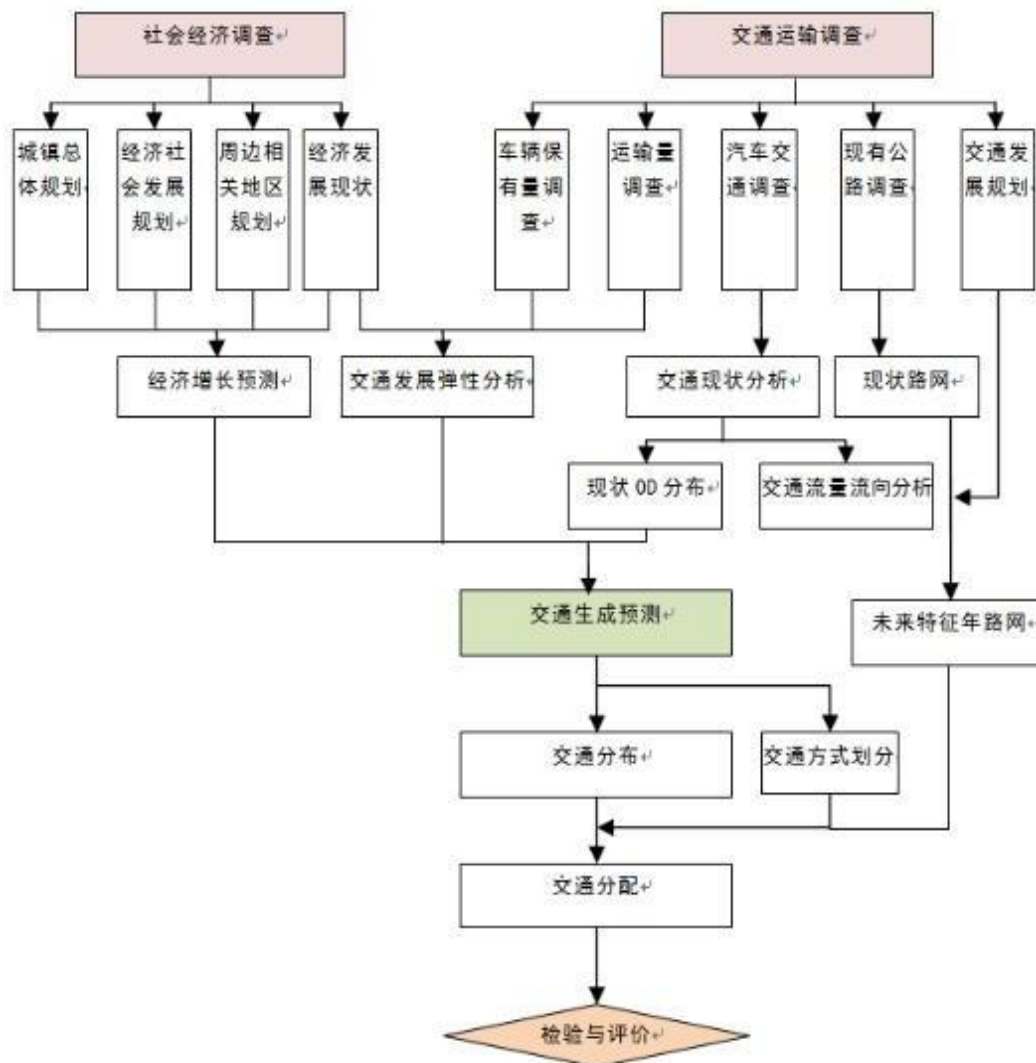 社会经济调查
交通运输调查
城镇总
体规划
经济社
会发展
规划
周边相
关地区
规划
经济发
展现状
车辆保
有量调
查
运输量
调查
汽车交
通调查
现有公
路调查
交通发
展规划
经济增长预测
交通发展弹性分析
交通现状分析
现状路网
现状 OD 分布
交通流量流向分析
交通生成预测
未来特征年路网
交通分布
交通方式划分
交通分配
检验与评价